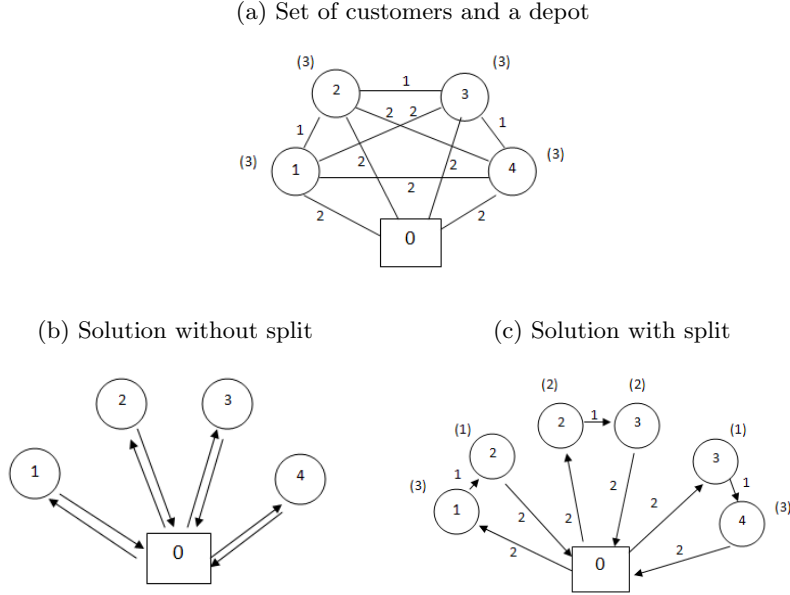 (a) Set of customers and a depot
(3) (3)
2 1 3
2 2
1 1
(3) 1 2 2 4 (3)
2
2 2
0
(b) Solution without split
(c) Solution with split
2 3
1 4
0
(2) (2)
2 1 3
(1) (1)
2 3
(3) 1 2 1
1 2 2 2 4 (3)
2 2
0